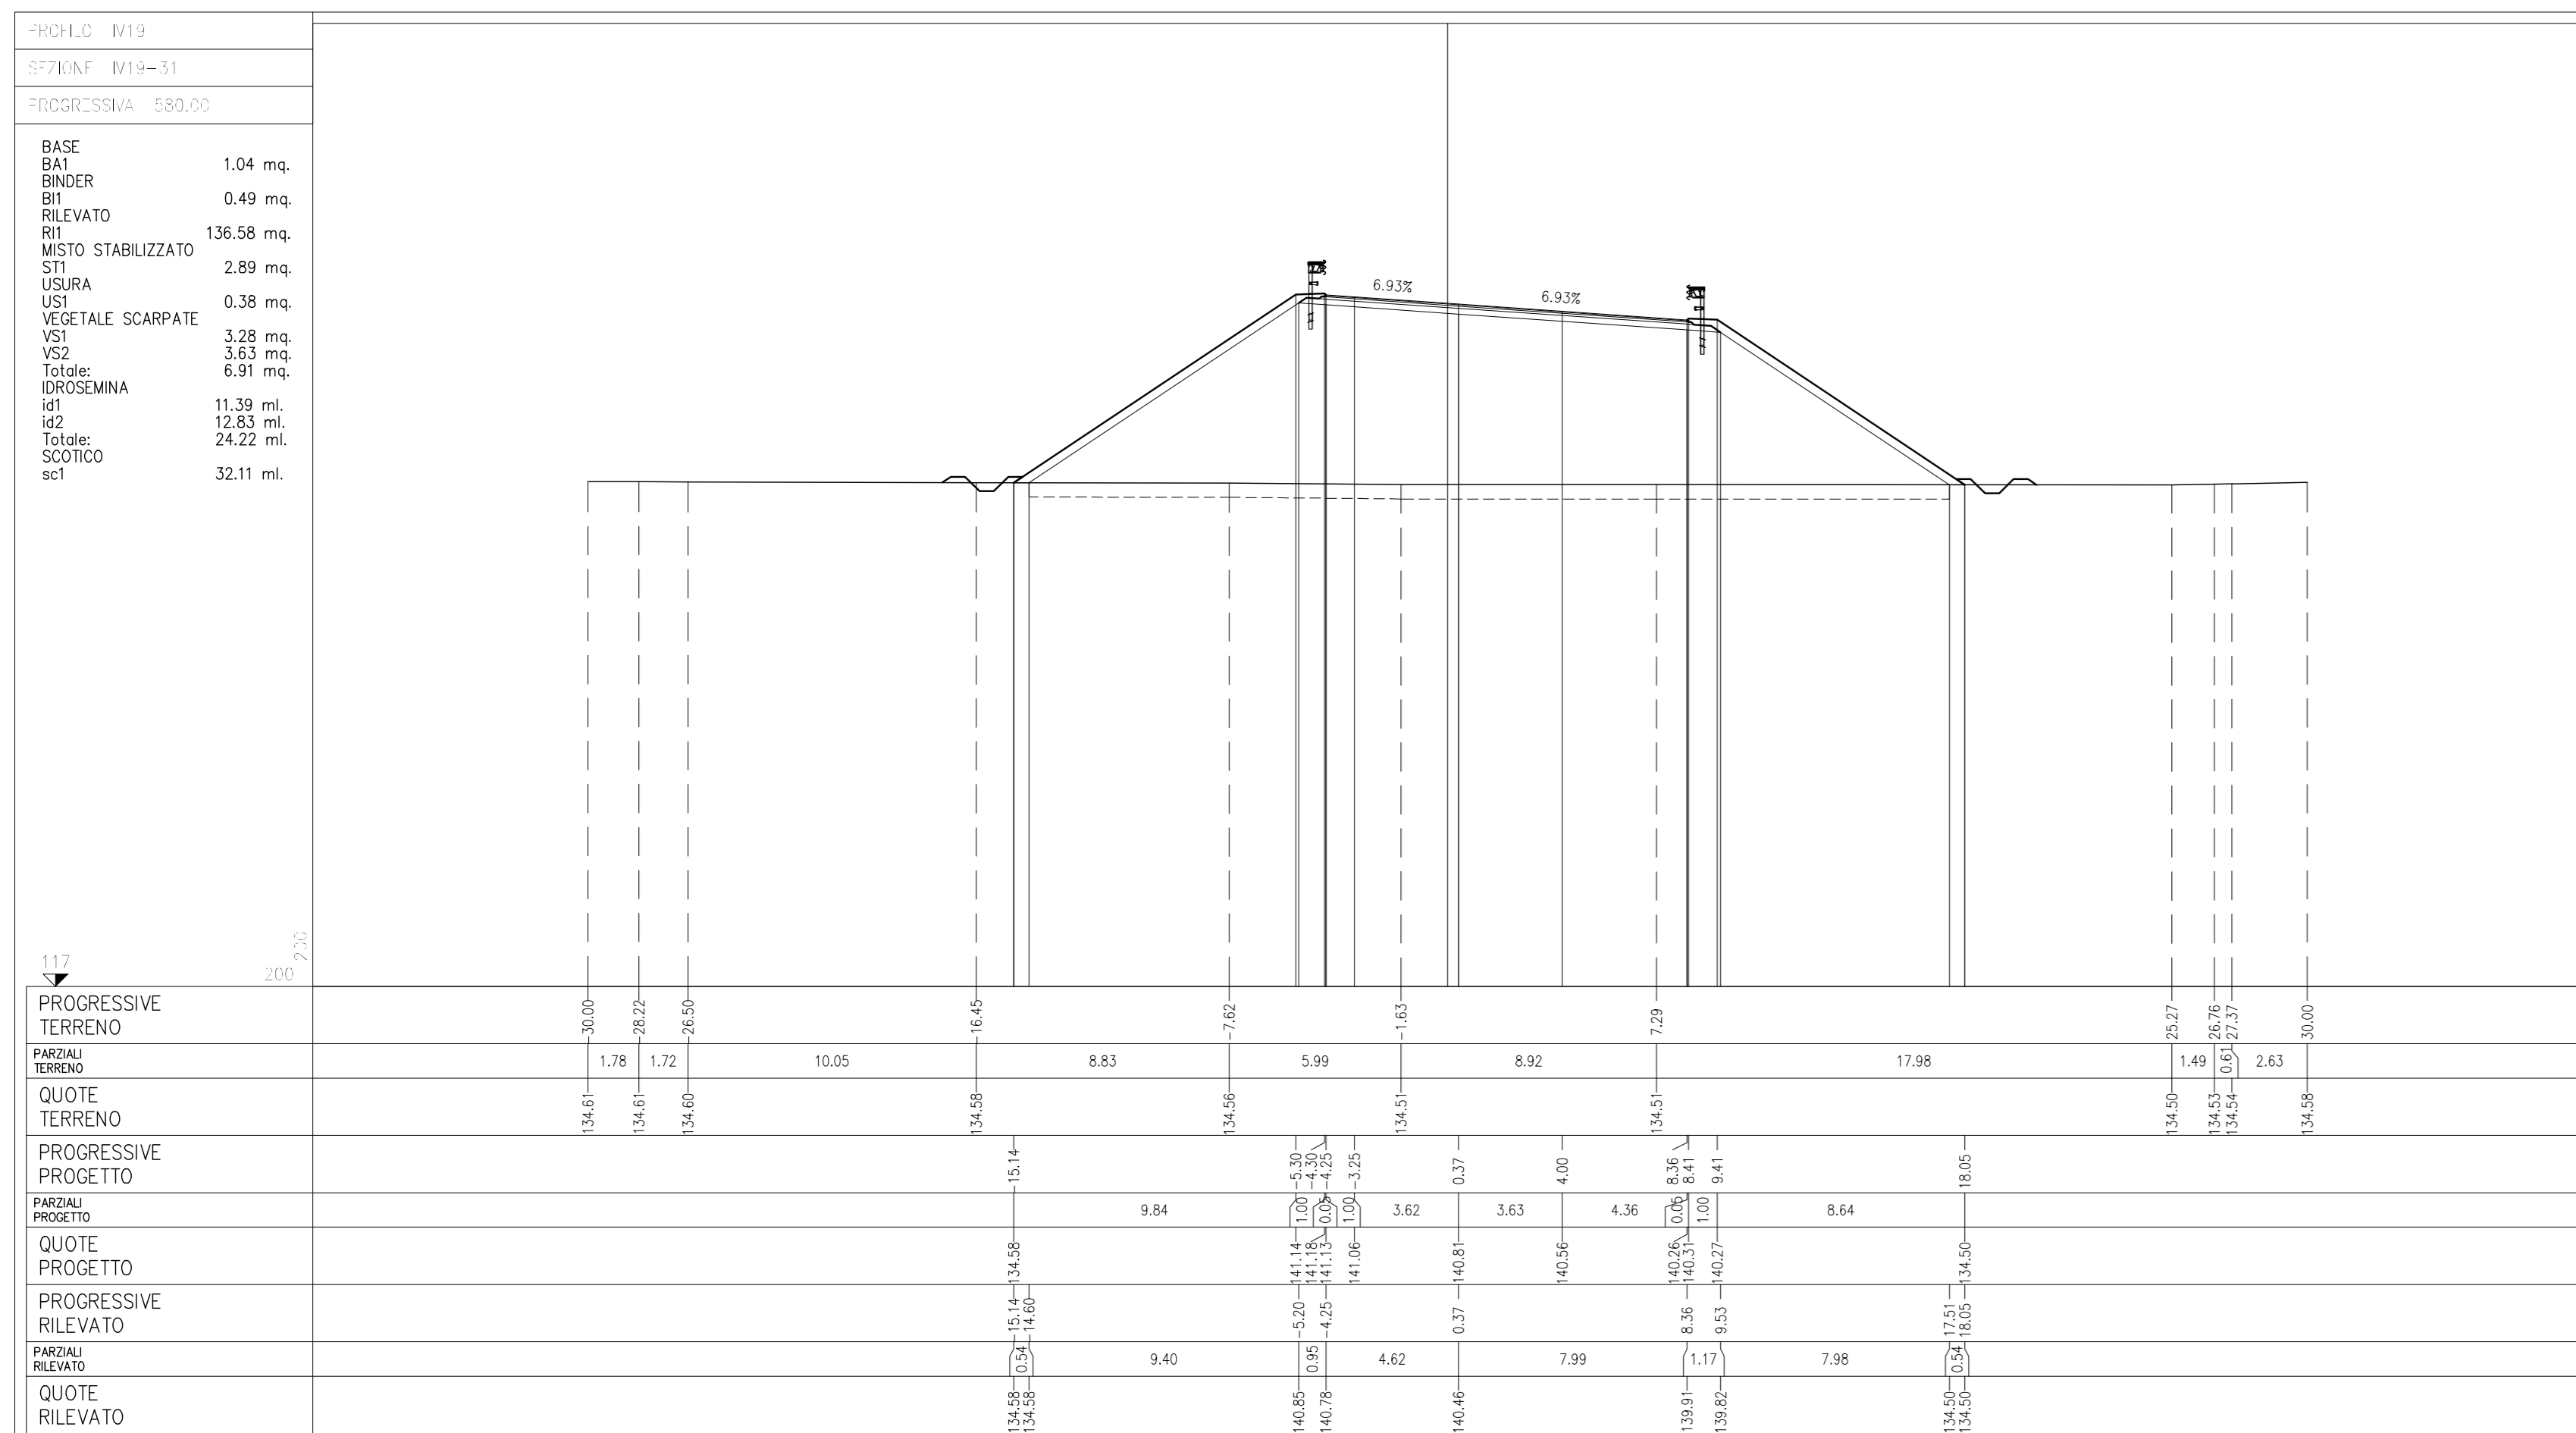 PROFILO IV19
SEZIONE IV19-31
PROGRESSIVA 580.00
BASE
BA1 1.04 mq.
BINDER
BI1 0.49 mq.
RILEVATO
RI1 136.58 mq.
MISTO STABILIZZATO
ST1 2.89 mq.
USURA
US1 0.38 mq.
VEGETALE SCARPATE
VS1 3.28 mq.
VS2 3.63 mq.
Totale: 6.91 mq.
IDROSEMINA
id1 11.39 ml.
id2 12.83 ml.
Totale: 24.22 ml.
SCOTICO
sc1 32.11 ml.
6.93% 6.93%
117 200 200
PROGRESSIVE
TERRENO
-30.00 -28.22 -26.50 -16.45 -7.62 -1.63 7.29 25.27 26.76 27.37 30.00
PARZIALI
TERRENO
1.78 1.72 10.05 8.83 5.99 8.92 17.98 1.49 0.61 2.63
QUOTE
TERRENO
134.61 134.61 134.60 134.58 134.56 134.51 134.51 134.50 134.53 134.54 134.58
PROGRESSIVE
PROGETTO
-15.14 -5.30 -4.30 -4.25 -3.25 0.37 4.00 8.36 8.41 9.41 18.05
PARZIALI
PROGETTO
9.84 1.00 0.05 1.00 3.62 3.63 4.36 0.05 1.00 8.64
QUOTE
PROGETTO
134.58 141.14 141.18 141.13 141.06 140.81 140.56 140.26 140.31 140.27 134.50
PROGRESSIVE
RILEVATO
-15.14 -14.60 -5.20 -4.25 0.37 8.36 9.53 17.51 18.05
PARZIALI
RILEVATO
0.54 9.40 0.95 4.62 7.99 1.17 7.98 0.54
QUOTE
RILEVATO
134.58 134.58 140.85 140.78 140.46 139.91 139.82 134.50 134.50